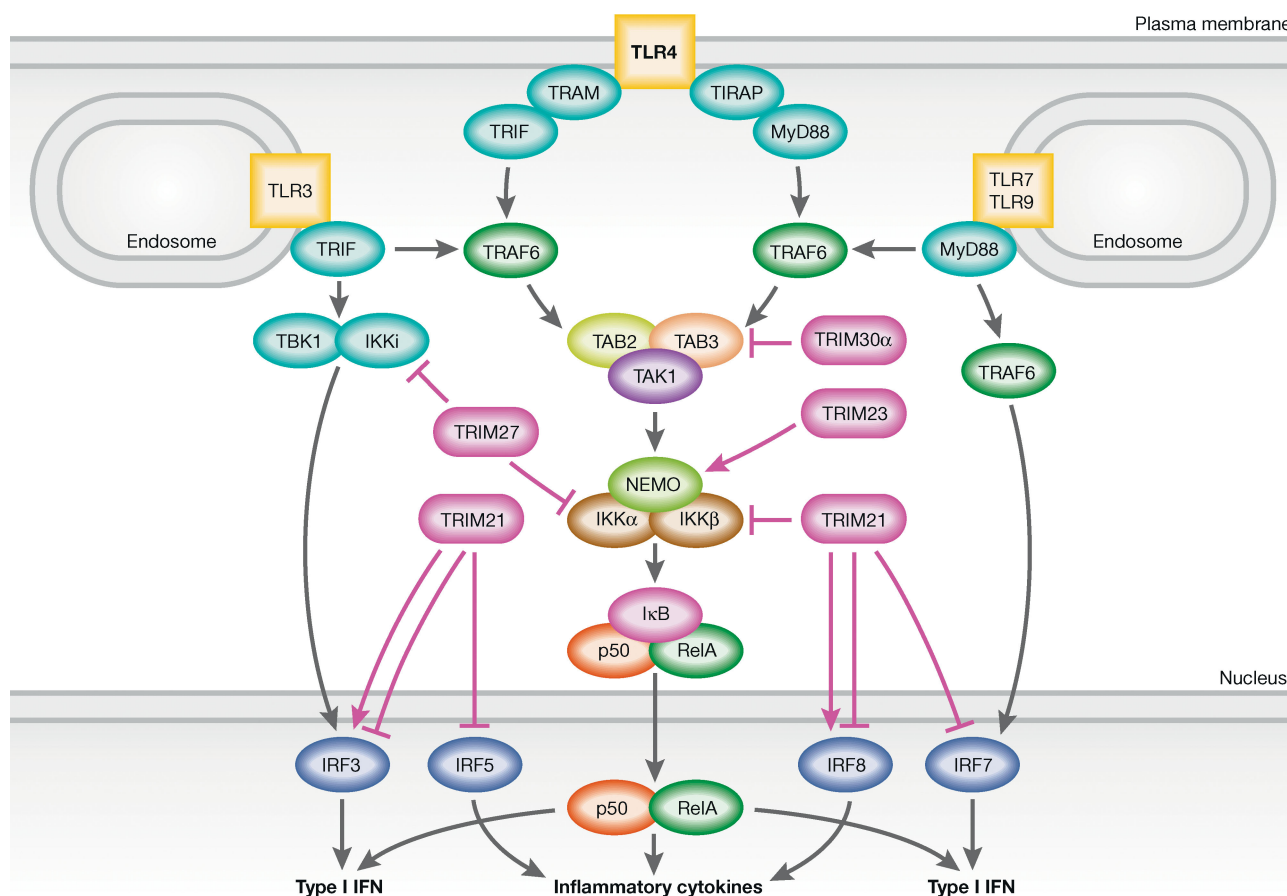 Plasma membrane
TLR4
TRAM
TIRAP
TRIF
MyD88
TLR3
TLR7
TLR9
Endosome
TRIF
TRAF6
TRAF6
MyD88
Endosome
TBK1
IKKi
TAB2
TAB3
TRIM30α
TAK1
TRAF6
TRIM27
TRIM23
NEMO
TRIM21
IKKα
IKKβ
TRIM21
IκB
p50
RelA
Nucleus
IRF3
IRF5
IRF8
IRF7
p50
RelA
Type I IFN
Inflammatory cytokines
Type I IFN